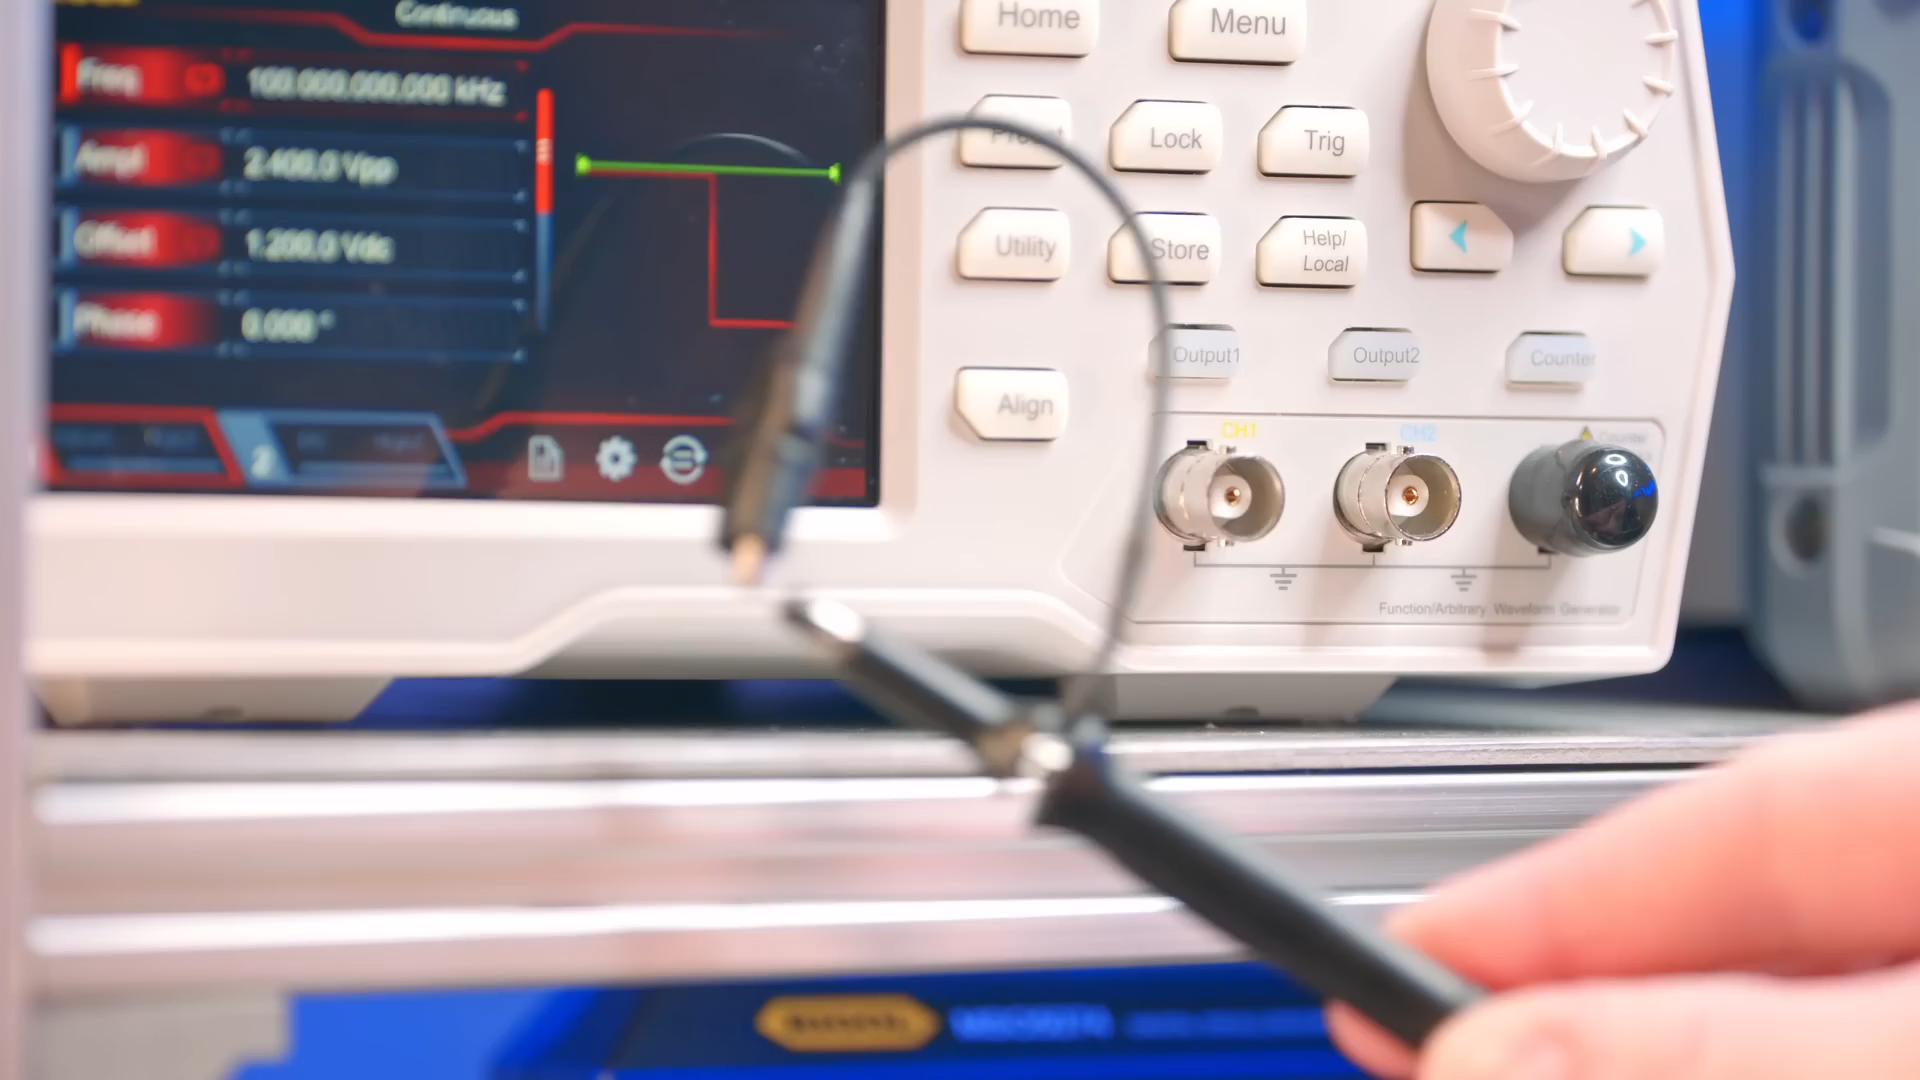 Continuous
Freq 100.000,000,000 kHz
Ampl 2.400,0 Vpp
Offset 1.200,0 Vdc
Phase 0.000 °
2
Home
Menu
Lock
Trig
Utility
Store
Help/
Local
Output1
Output2
Counter
Align
CH1
CH2
Counter
Function/Arbitrary Waveform Generator